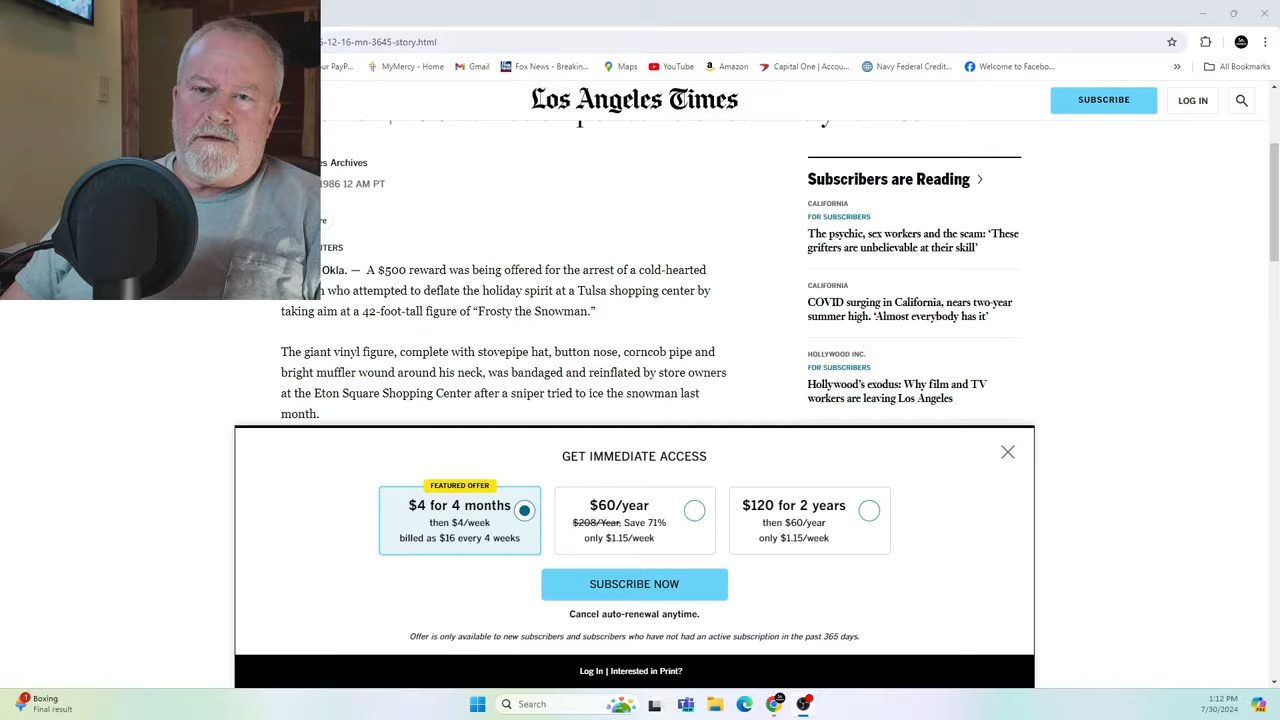 5-12-16-mn-3645-story.html
ur PayP...
MyMercy - Home
Gmail
Fox News - Breakin...
Maps
YouTube
Amazon
Capital One | Accou...
Navy Federal Credit...
Welcome to Facebo...
All Bookmarks
Los Angeles Times
SUBSCRIBE
LOG IN
es Archives
1986 12 AM PT
re
UTERS
Okla. — A $500 reward was being offered for the arrest of a cold-hearted
who attempted to deflate the holiday spirit at a Tulsa shopping center by
taking aim at a 42-foot-tall figure of “Frosty the Snowman.”
The giant vinyl figure, complete with stovepipe hat, button nose, corncob pipe and
bright muffler wound around his neck, was bandaged and reinflated by store owners
at the Eton Square Shopping Center after a sniper tried to ice the snowman last
month.
Subscribers are Reading
CALIFORNIA
FOR SUBSCRIBERS
The psychic, sex workers and the scam: ‘These
grifters are unbelievable at their skill’
CALIFORNIA
COVID surging in California, nears two-year
summer high. ‘Almost everybody has it’
HOLLYWOOD INC.
FOR SUBSCRIBERS
Hollywood’s exodus: Why film and TV
workers are leaving Los Angeles
GET IMMEDIATE ACCESS
FEATURED OFFER
$4 for 4 months
then $4/week
billed as $16 every 4 weeks
$60/year
$208/Year, Save 71%
only $1.15/week
$120 for 2 years
then $60/year
only $1.15/week
SUBSCRIBE NOW
Cancel auto-renewal anytime.
Offer is only available to new subscribers and subscribers who have not had an active subscription in the past 365 days.
Log In | Interested in Print?
1
Boxing
Final result
Search
1:12 PM
7/30/2024